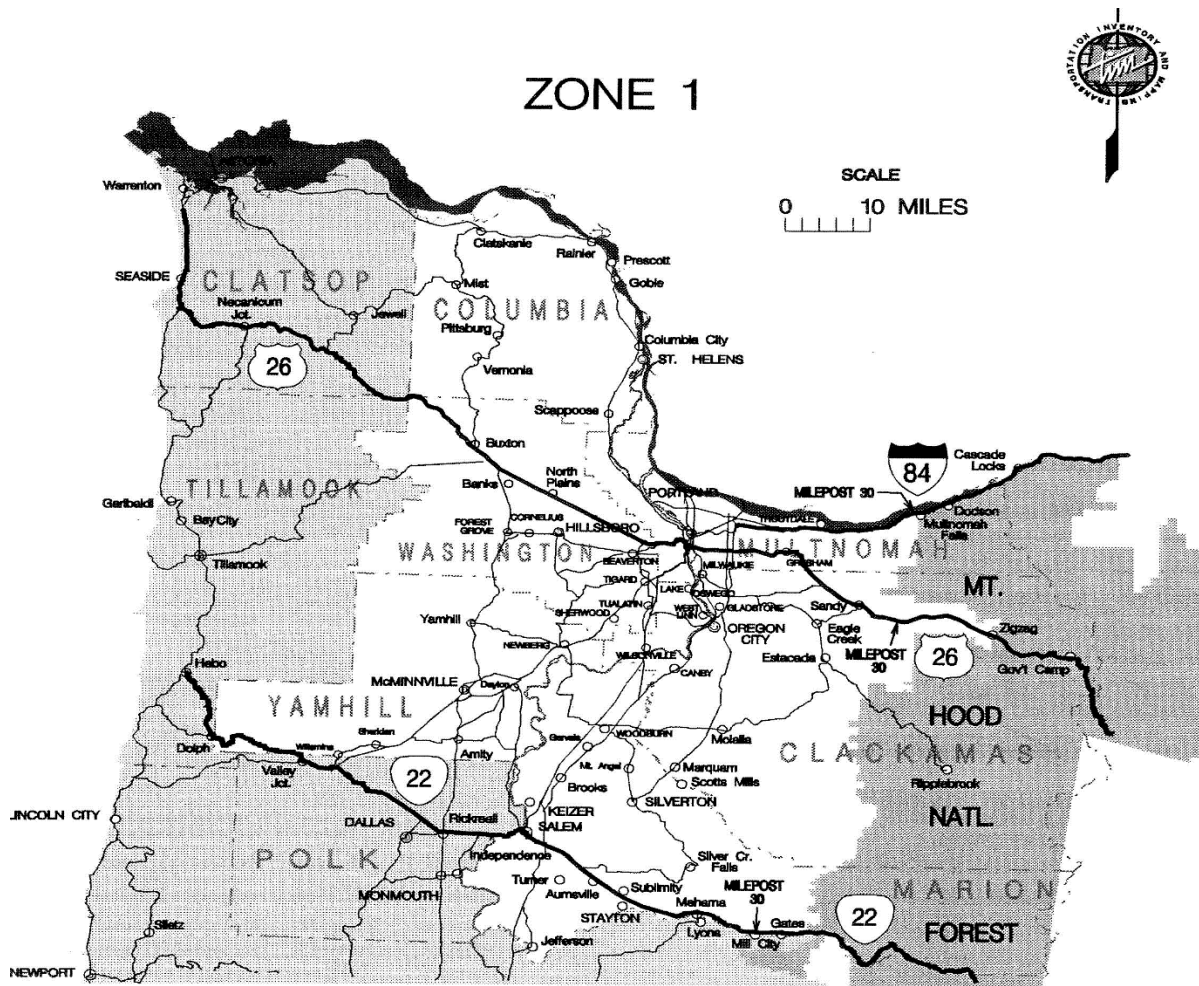 ZONE 1
TRANSPORTATION INVENTORY AND MAPPING
tim
SCALE
0 10 MILES
ASTORIA
Warrenton
Clatskanie
Rainier
Prescott
Goble
SEASIDE
CLATSOP
Necanicum
Jct.
Jewell
Mist
COLUMBIA
Pittsburg
Columbia City
ST. HELENS
26
Vernonia
Scappoose
Buxton
84
Cascade
Locks
North
Plains
Banks
PORTLAND
MILEPOST 30
TILLAMOOK
Garibaldi
Bay City
TROUTDALE
Dodson
Multnomah
Falls
FOREST
GROVE
CORNELIUS
HILLSBORO
WASHINGTON
MULTNOMAH
Tillamook
BEAVERTON
MILWAUKIE
GRESHAM
TIGARD
LAKE
OSWEGO
MT.
TUALATIN
SHERWOOD
WEST
LINN
GLADSTONE
Sandy
Yamhill
OREGON
CITY
Eagle
Creek
Zigzag
NEWBERG
WILSONVILLE
Estacada
MILEPOST
30
26
Gov't Camp
Hebo
CANBY
McMINNVILLE
Dayton
YAMHILL
HOOD
Sheridan
WOODBURN
Molalla
Dolph
Willamina
Amity
Gervais
CLACKAMAS
Valley
Jct.
22
Mt. Angel
Marquam
Scotts Mills
Ripplebrook
Brooks
KEIZER
SILVERTON
NATL.
LINCOLN CITY
DALLAS
Rickreall
SALEM
POLK
Independence
Silver Cr.
Falls
MONMOUTH
Turner
Aumsville
Sublimity
MILEPOST
30
MARION
STAYTON
Mehama
Lyons
Gates
Mill City
22
FOREST
Siletz
Jefferson
NEWPORT